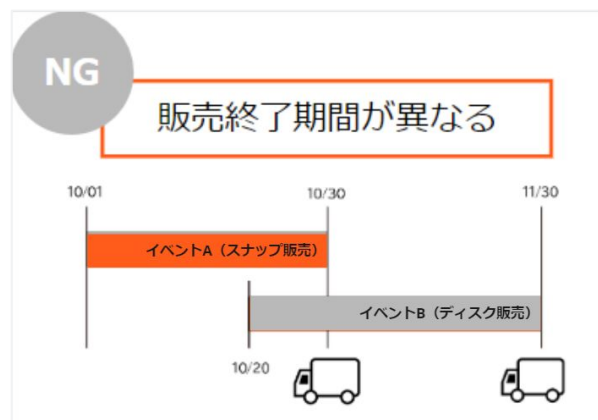 NG
販売終了期間が異なる
10/01
10/30
11/30
イベントA（スナップ販売）
イベントB（ディスク販売）
10/20